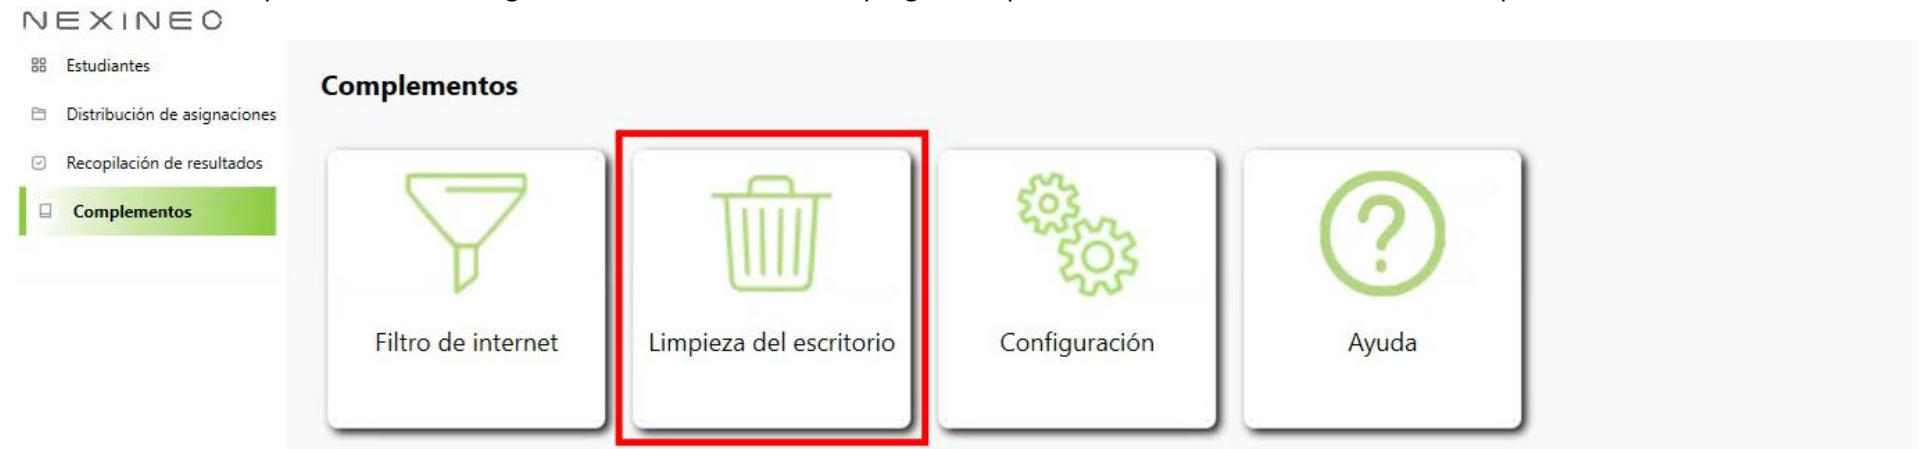 NEXINEO
Estudiantes
Distribución de asignaciones
Recopilación de resultados
Complementos
Complementos
Filtro de internet
Limpieza del escritorio
Configuración
Ayuda